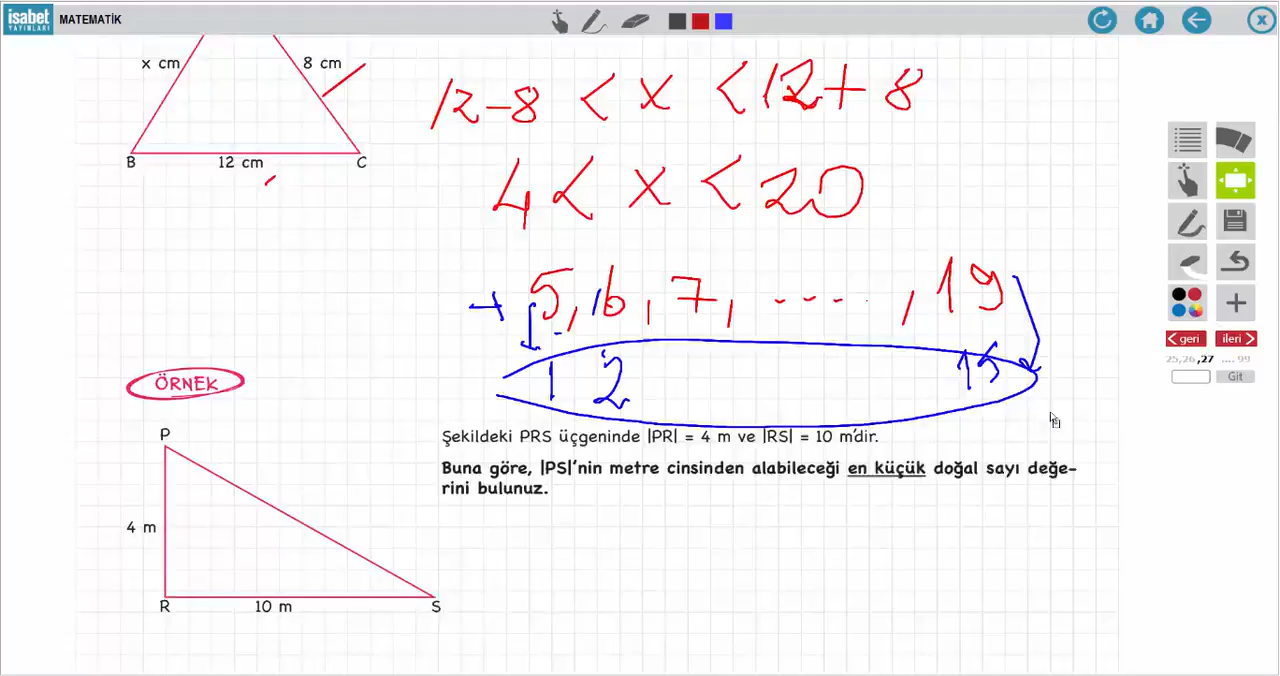 isabet
YAYINLARI
MATEMATİK
x cm
8 cm
B
12 cm
C
12-8 < x < 12+8
4 < x < 20
5, 6, 7, ...., 19
1 2 15
geri ileri
25,26,27 .... 99
Git
ÖRNEK
P
4 m
R
10 m
S
Şekildeki PRS üçgeninde |PR| = 4 m ve |RS| = 10 m'dir.
Buna göre, |PS|'nin metre cinsinden alabileceği en küçük doğal sayı değe-
rini bulunuz.